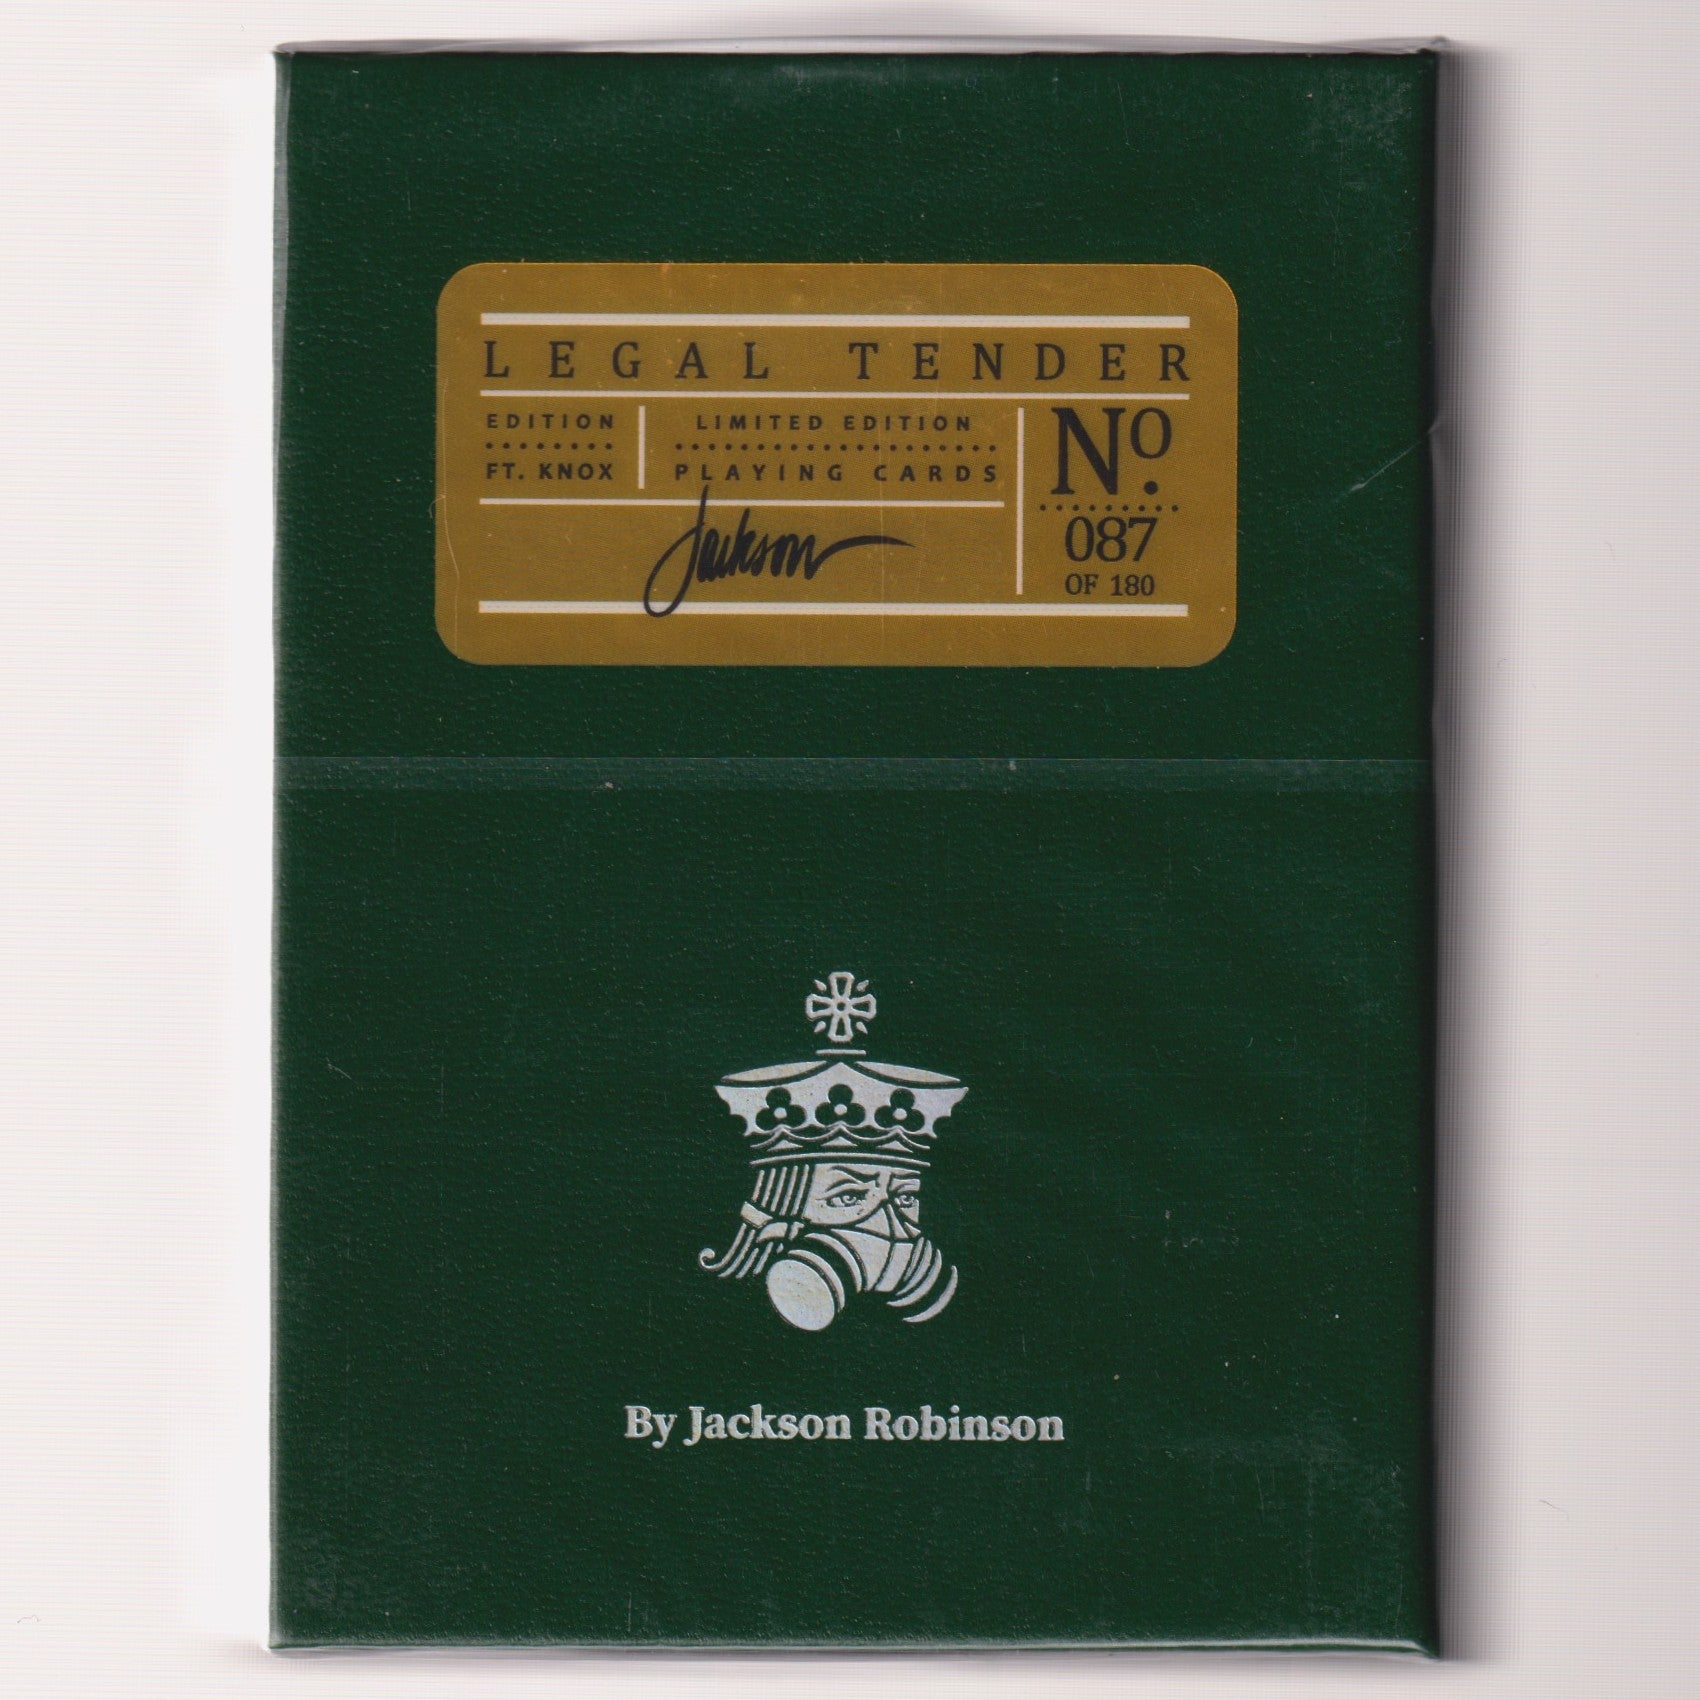 LEGAL TENDER
EDITION
FT. KNOX
LIMITED EDITION
PLAYING CARDS
Jackson
Nº.
087
OF 180
By Jackson Robinson